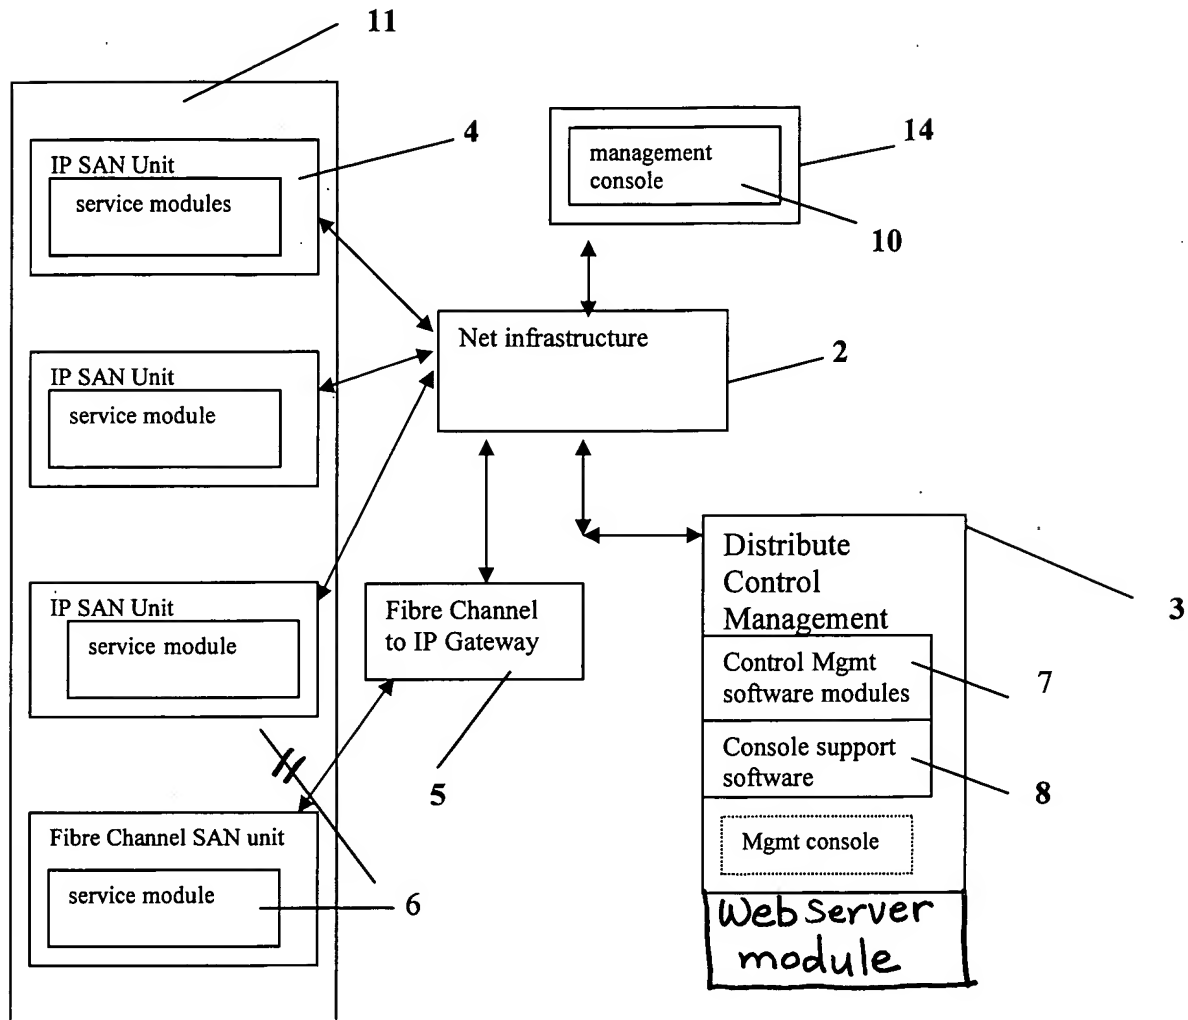 11
IP SAN Unit
service modules
4
management
console
14
10
IP SAN Unit
service module
Net infrastructure
2
IP SAN Unit
service module
Fibre Channel
to IP Gateway
5
Distribute
Control
Management
3
Control Mgmt
software modules
7
Console support
software
8
Mgmt console
Web Server
module
Fibre Channel SAN unit
service module
6